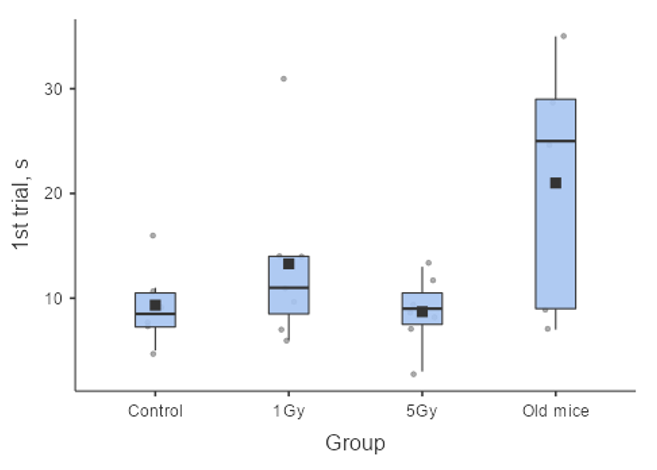 1st trial, s
30
20
10
Control 1Gy 5Gy Old mice
Group